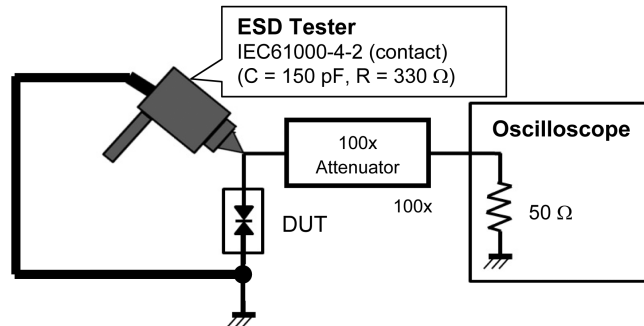 ESD Tester
IEC61000-4-2 (contact)
(C = 150 pF, R = 330 Ω)
100x
Attenuator
100x
Oscilloscope
50 Ω
DUT